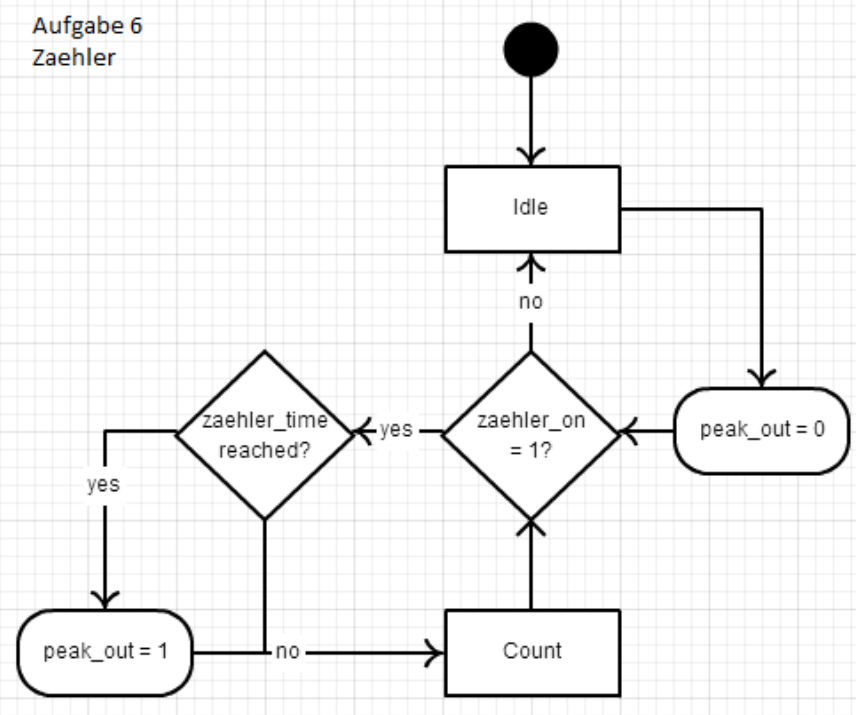 Aufgabe 6
Zaehler
Idle
no
zaehler_time
reached?
yes
zaehler_on
= 1?
peak_out = 0
yes
peak_out = 1
no
Count